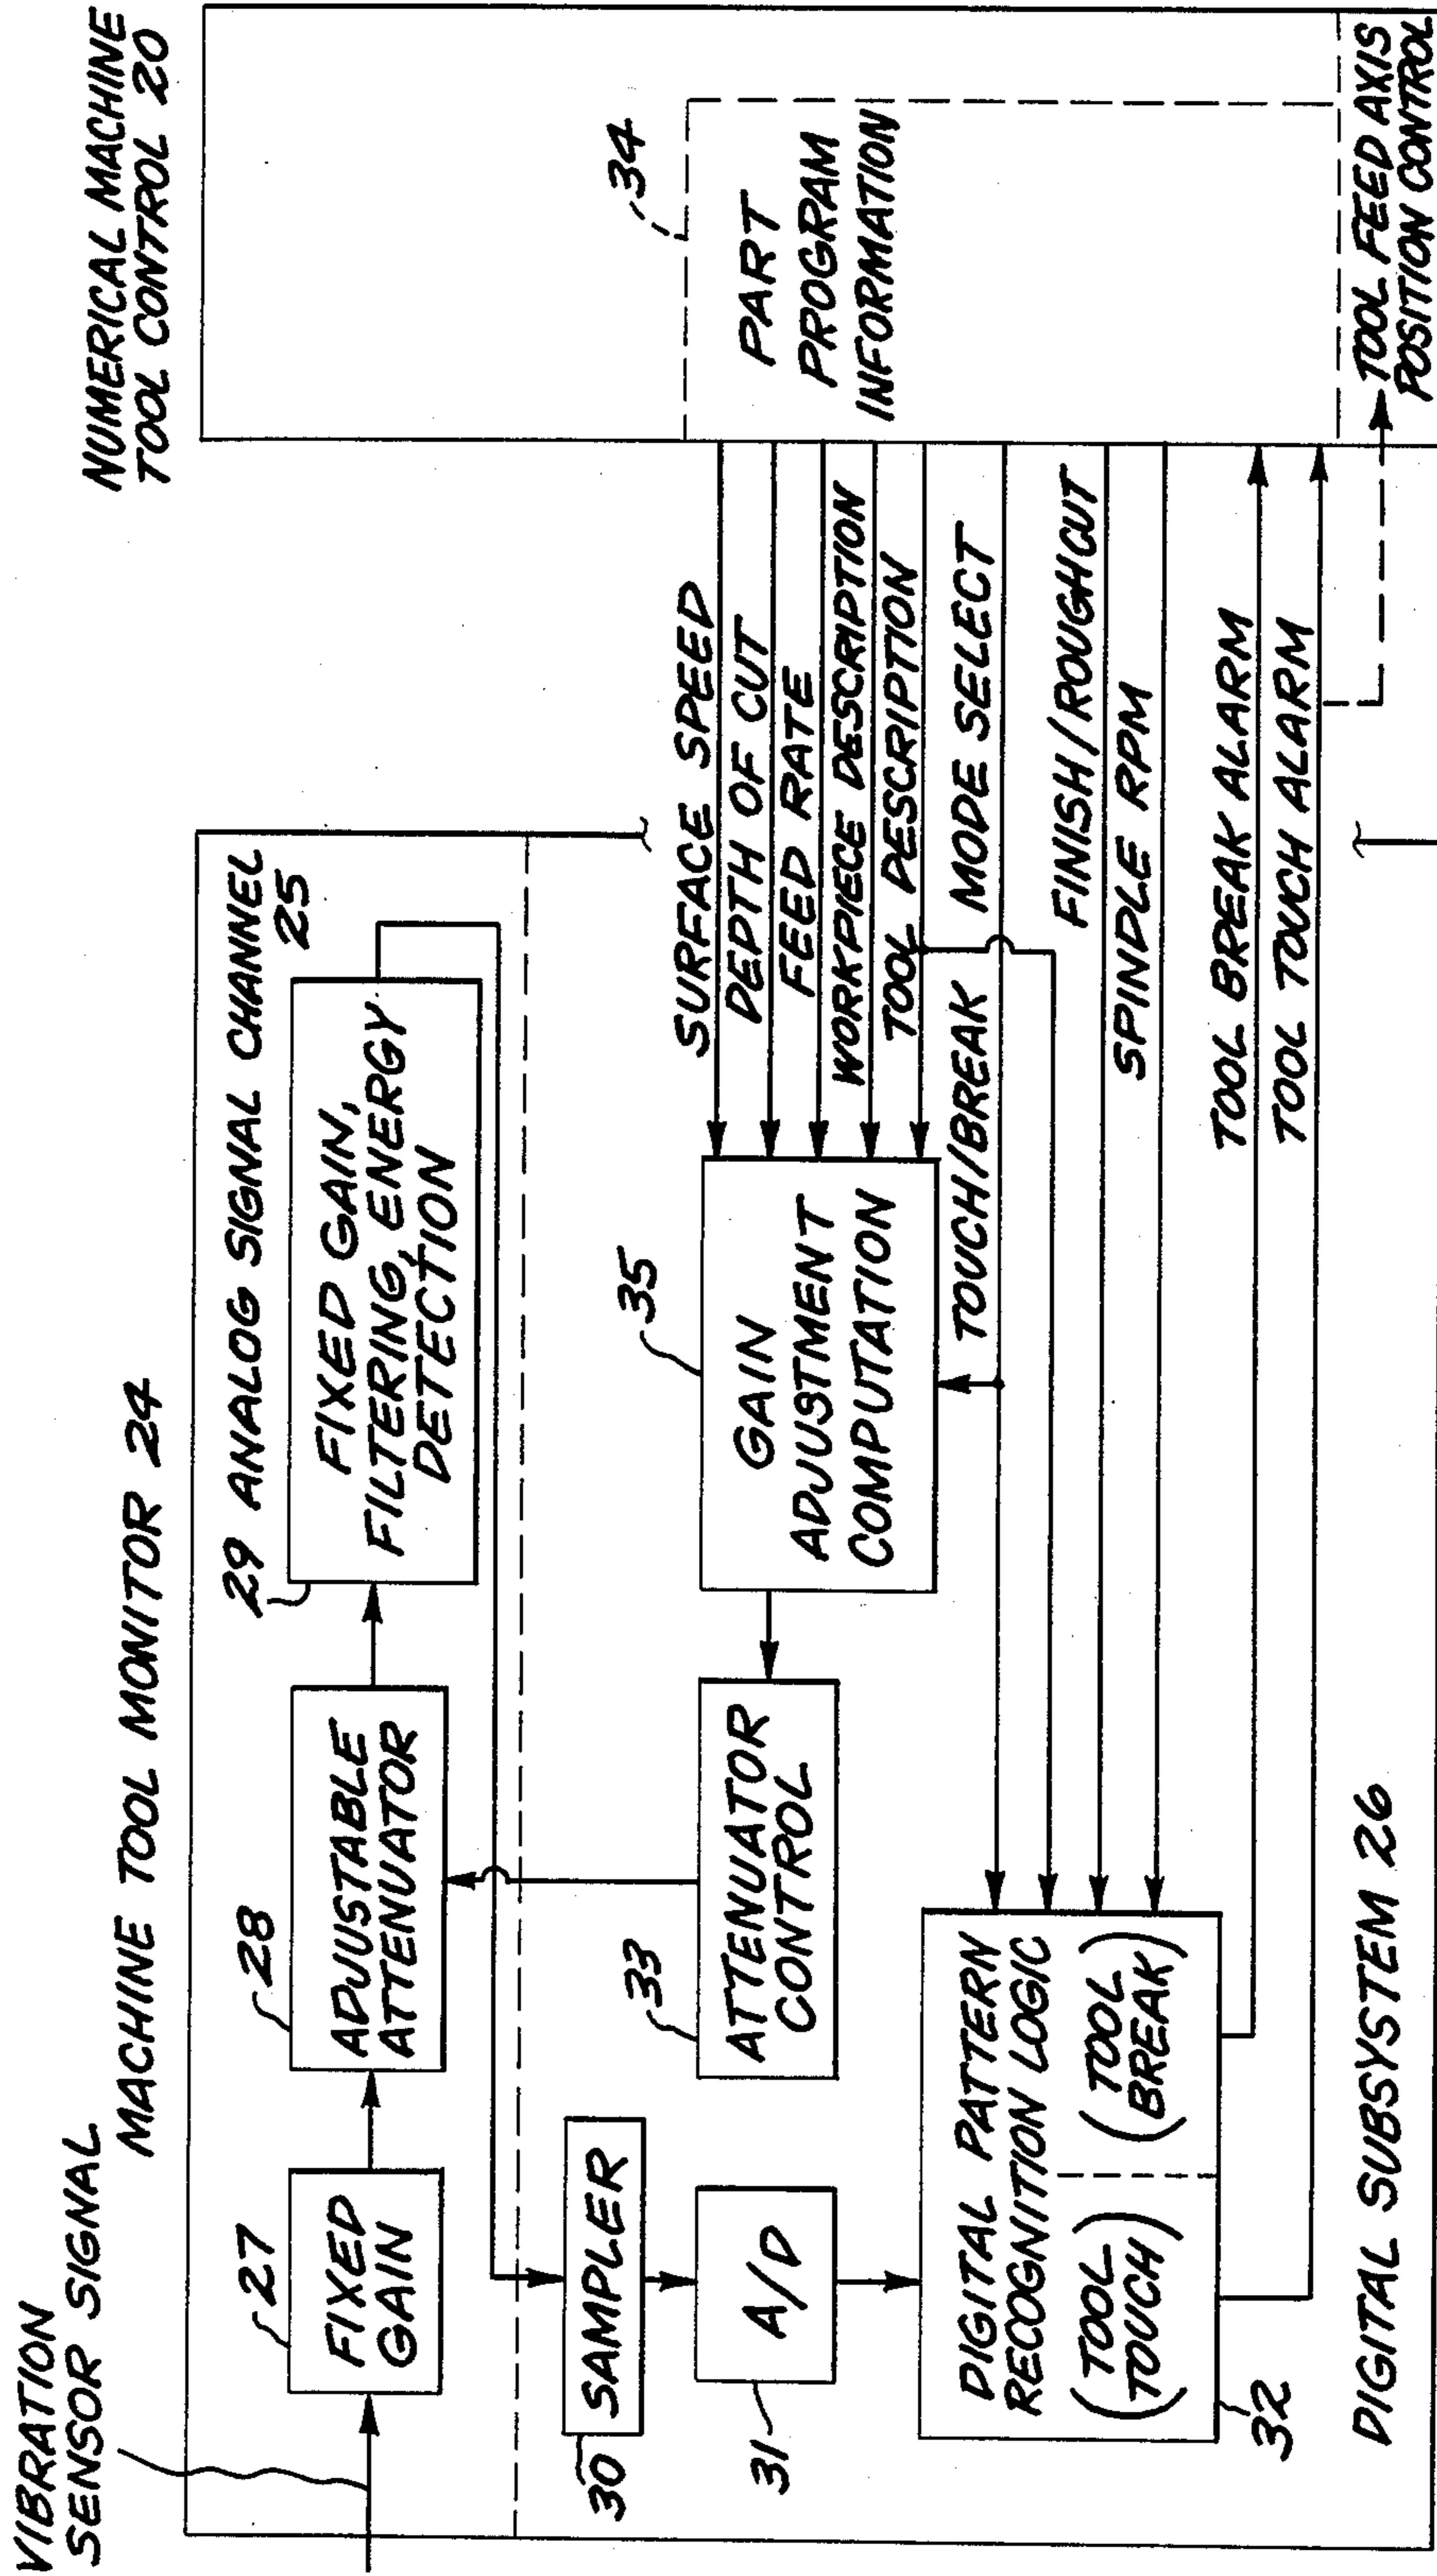 VIBRATION
SENSOR SIGNAL
MACHINE TOOL MONITOR 24
NUMERICAL MACHINE
TOOL CONTROL 20
27
28
29 ANALOG SIGNAL CHANNEL
25
FIXED
GAIN
ADJUSTABLE
ATTENUATOR
FIXED GAIN,
FILTERING, ENERGY
DETECTION
30
SAMPLER
31
A/D
33
ATTENUATOR
CONTROL
35
GAIN
ADJUSTMENT
COMPUTATION
34
PART
PROGRAM
INFORMATION
SURFACE SPEED
DEPTH OF CUT
FEED RATE
WORKPIECE DESCRIPTION
TOOL DESCRIPTION
TOUCH/BREAK MODE SELECT
FINISH/ROUGHCUT
SPINDLE RPM
TOOL BREAK ALARM
TOOL TOUCH ALARM
DIGITAL PATTERN
RECOGNITION LOGIC
(TOOL
TOUCH)
(TOOL
BREAK)
32
DIGITAL SUBSYSTEM 26
TOOL FEED AXIS
POSITION CONTROL